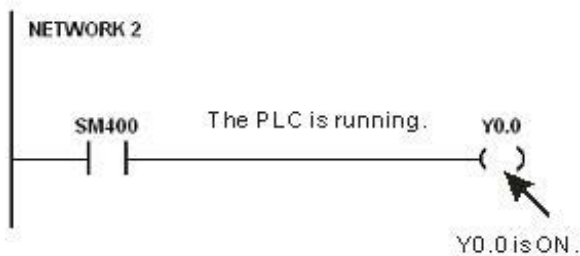 NETWORK 2
SM400 The PLC is running. Y0.0
Y0.0 is ON.